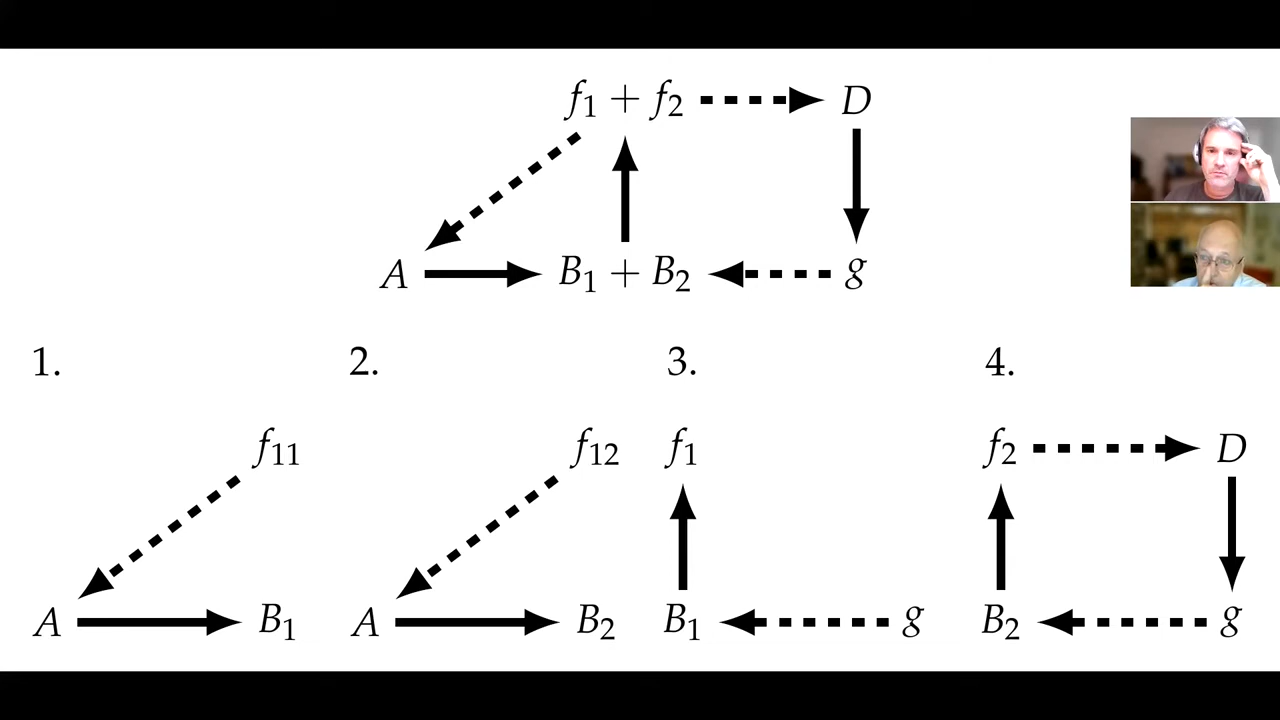 f₁ + f₂ D
A B₁ + B₂ g
1. 2. 3. 4.
f₁₁ f₁₂ f₁ f₂ D
A B₁ A B₂ B₁ g B₂ g